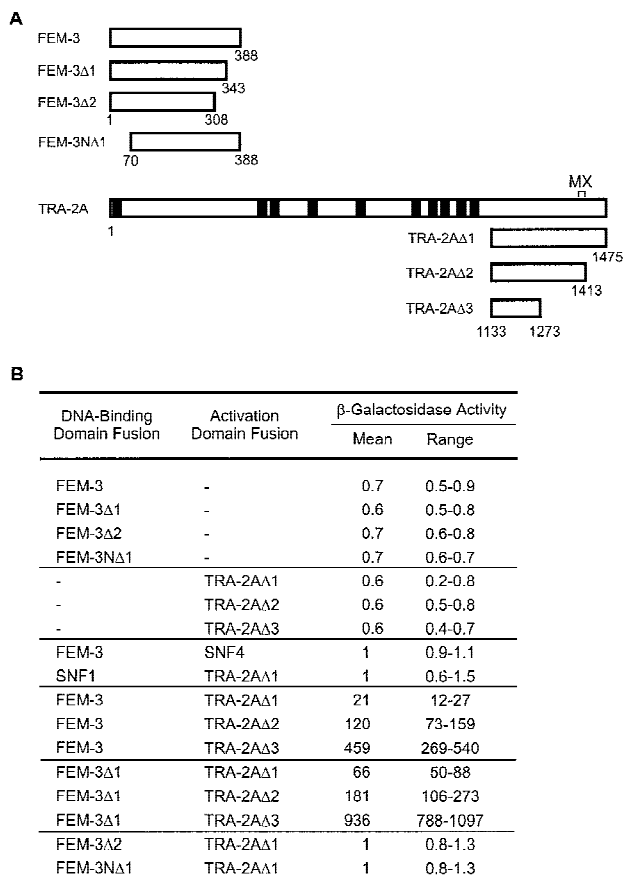 A
FEM-3
388
FEM-3Δ1
343
FEM-3Δ2
1 308
FEM-3NΔ1
70 388
MX
TRA-2A
1
TRA-2AΔ1
1475
TRA-2AΔ2
1413
TRA-2AΔ3
1133 1273
B
DNA-Binding Domain Fusion Activation Domain Fusion β-Galactosidase Activity
Mean Range
FEM-3 - 0.7 0.5-0.9
FEM-3Δ1 - 0.6 0.5-0.8
FEM-3Δ2 - 0.7 0.6-0.8
FEM-3NΔ1 - 0.7 0.6-0.7
- TRA-2AΔ1 0.6 0.2-0.8
- TRA-2AΔ2 0.6 0.5-0.8
- TRA-2AΔ3 0.6 0.4-0.7
FEM-3 SNF4 1 0.9-1.1
SNF1 TRA-2AΔ1 1 0.6-1.5
FEM-3 TRA-2AΔ1 21 12-27
FEM-3 TRA-2AΔ2 120 73-159
FEM-3 TRA-2AΔ3 459 269-540
FEM-3Δ1 TRA-2AΔ1 66 50-88
FEM-3Δ1 TRA-2AΔ2 181 106-273
FEM-3Δ1 TRA-2AΔ3 936 788-1097
FEM-3Δ2 TRA-2AΔ1 1 0.8-1.3
FEM-3NΔ1 TRA-2AΔ1 1 0.8-1.3